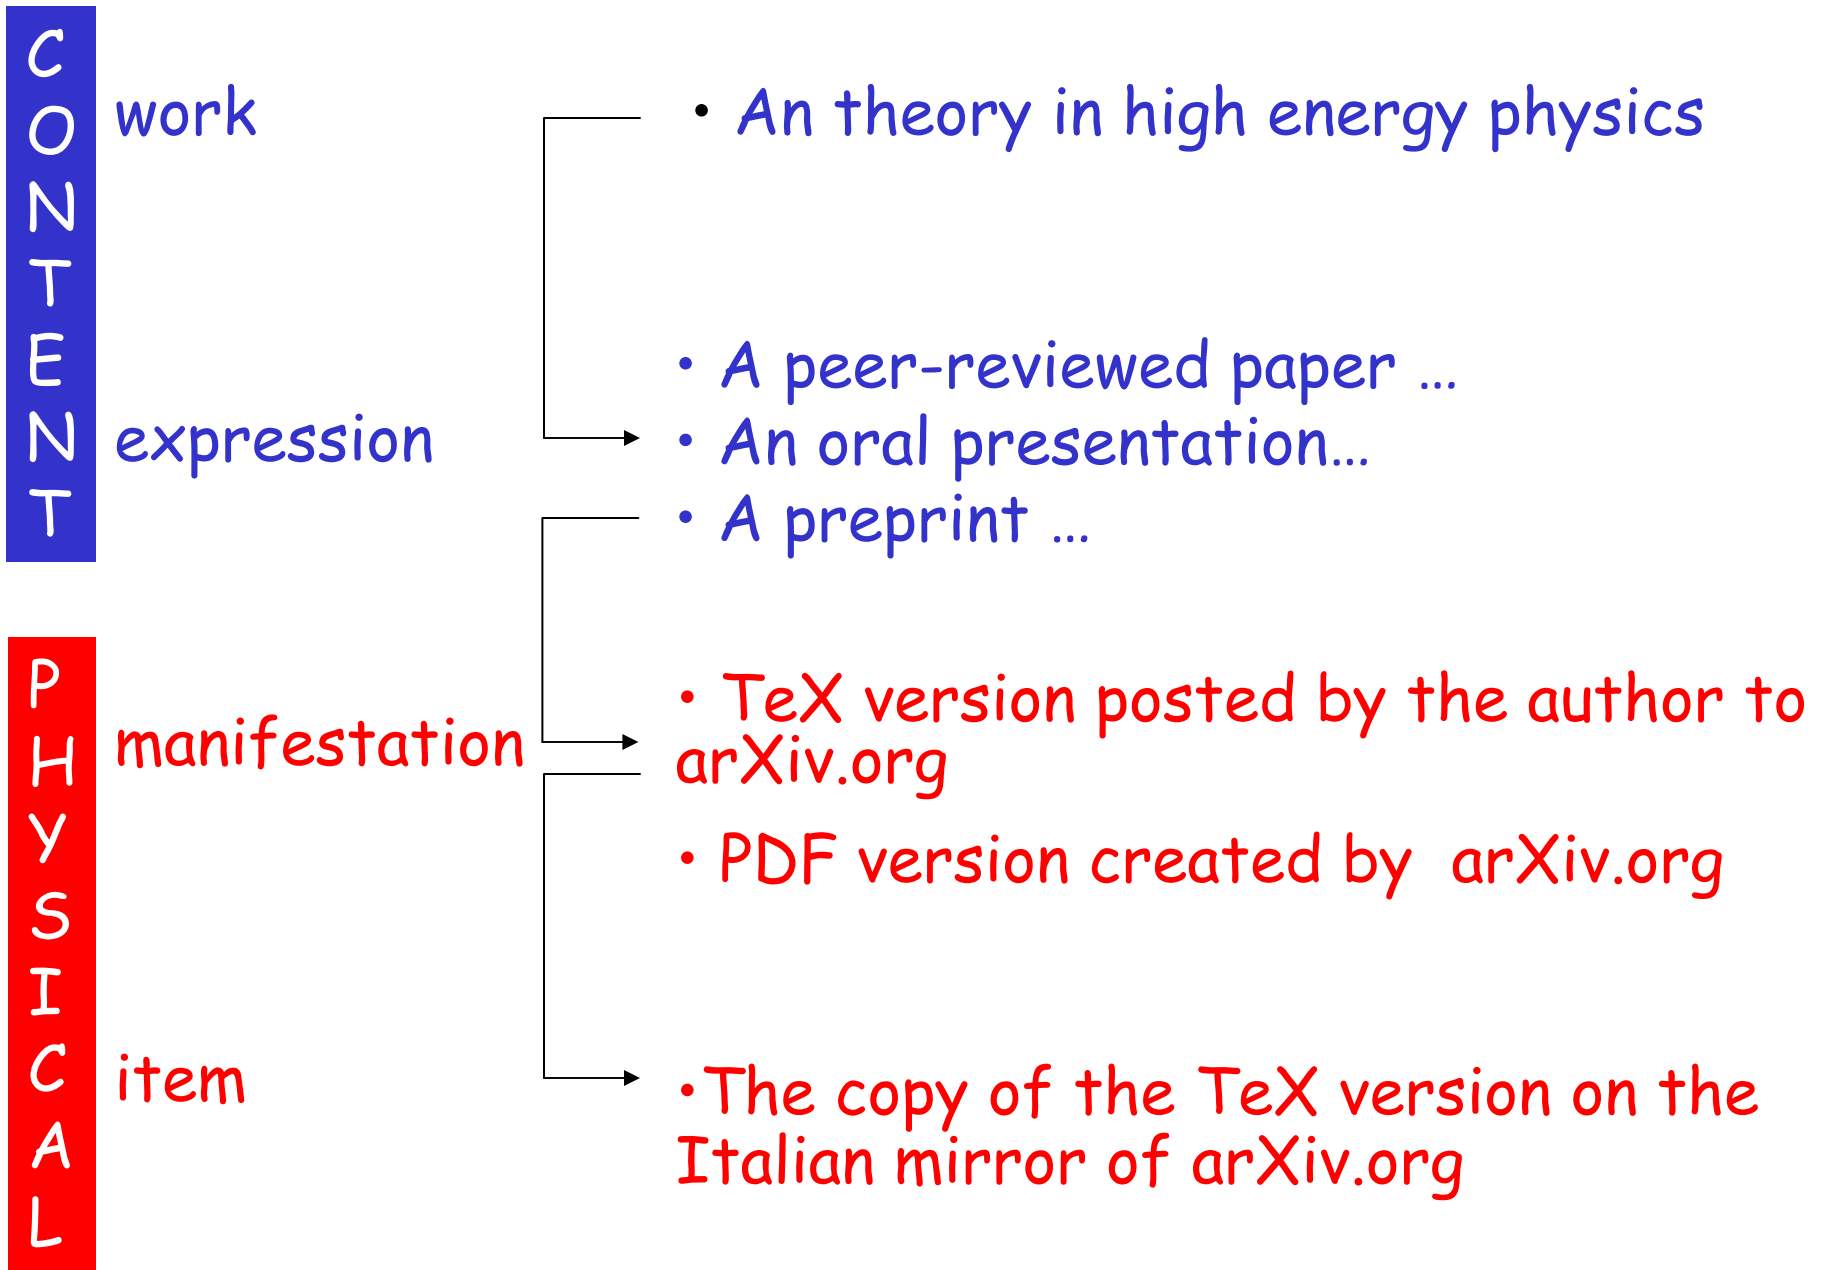 CONTENT
work
• An theory in high energy physics
expression
• A peer-reviewed paper …
• An oral presentation…
• A preprint …
PHYSICAL
manifestation
• TeX version posted by the author to
arXiv.org
• PDF version created by arXiv.org
item
•The copy of the TeX version on the
Italian mirror of arXiv.org